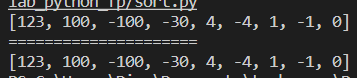 lab_python_fp/sort.py
[123, 100, -100, -30, 4, -4, 1, -1, 0]
=====================
[123, 100, -100, -30, 4, -4, 1, -1, 0]